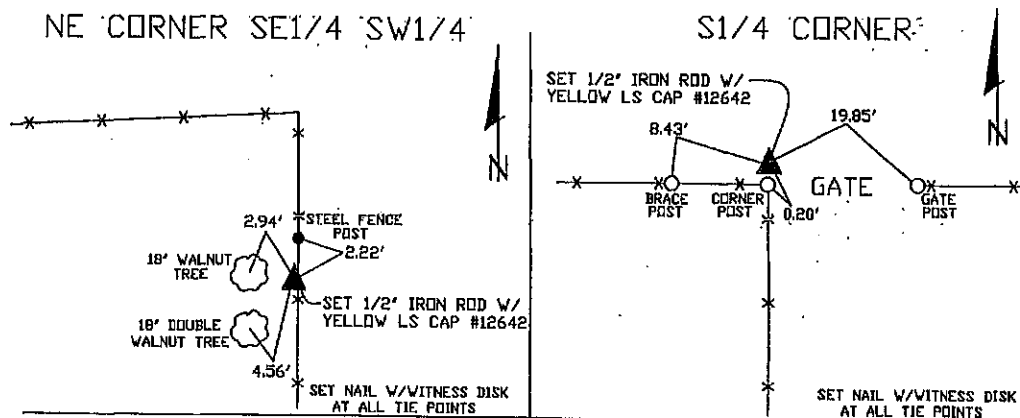 NE CORNER SE1/4 SW1/4
N
2.94'
STEEL FENCE
POST
2.22'
18" WALNUT
TREE
SET 1/2" IRON ROD W/
YELLOW LS CAP #12642
18" DOUBLE
WALNUT TREE
4.56'
SET NAIL W/WITNESS DISK
AT ALL TIE POINTS
S1/4 CORNER
SET 1/2" IRON ROD W/
YELLOW LS CAP #12642
N
8.43'
19.85'
GATE
BRACE
POST
CORNER
POST
0.20'
GATE
POST
SET NAIL W/WITNESS DISK
AT ALL TIE POINTS